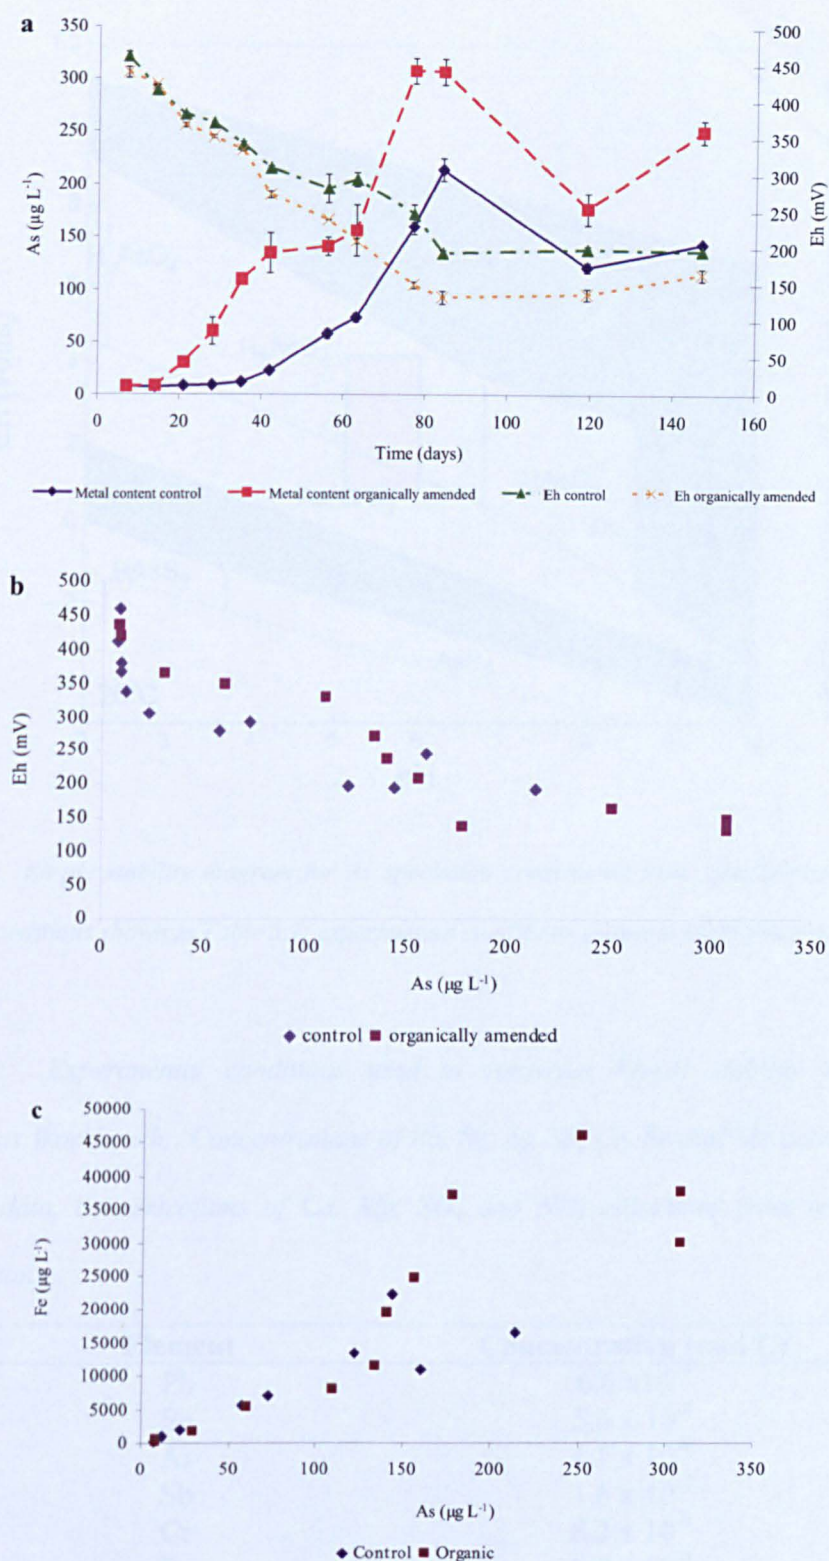 a
350
300
250
200
150
100
50
0
As (µg L⁻¹)
500
450
400
350
300
250
200
150
100
50
0
Eh (mV)
0 20 40 60 80 100 120 140 160
Time (days)
Metal content control Metal content organically amended Eh control Eh organically amended
b
500
450
400
350
300
250
200
150
100
50
0
Eh (mV)
0 50 100 150 200 250 300 350
As (µg L⁻¹)
control organically amended
c
50000
45000
40000
35000
30000
25000
20000
15000
10000
5000
0
Fe (µg L⁻¹)
0 50 100 150 200 250 300 350
As (µg L⁻¹)
Control Organic